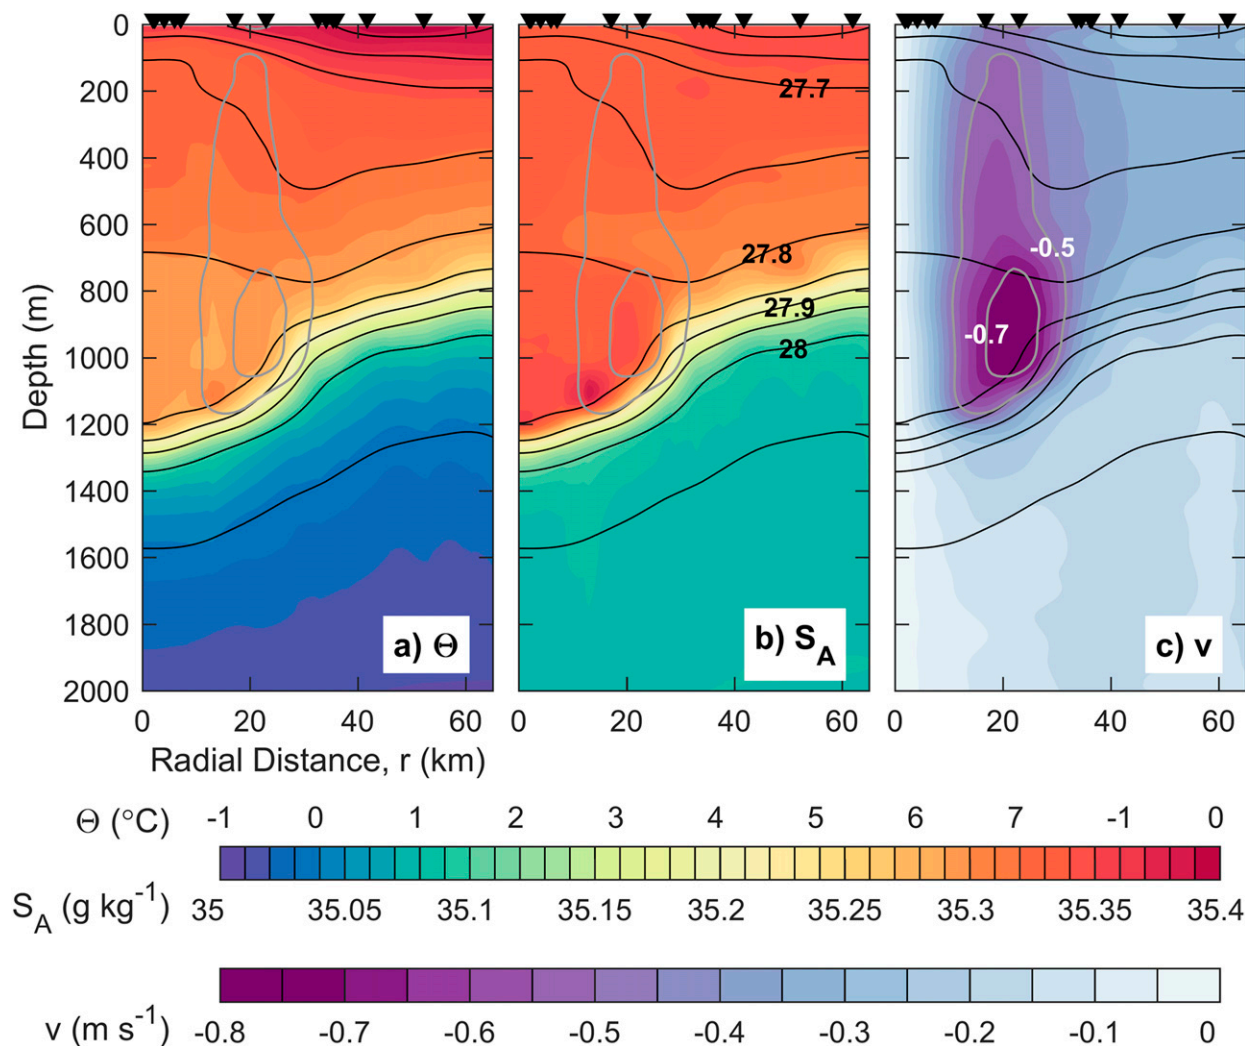 0
200
400
600
800
1000
1200
1400
1600
1800
2000
Depth (m)
27.7
27.8
27.9
28
-0.5
-0.7
a) Θ
b) S_A
c) v
0 20 40 60
0 20 40 60
0 20 40 60
Radial Distance, r (km)
Θ (°C) -1 0 1 2 3 4 5 6 7 -1 0
S_A (g kg⁻¹) 35 35.05 35.1 35.15 35.2 35.25 35.3 35.35 35.4
v (m s⁻¹) -0.8 -0.7 -0.6 -0.5 -0.4 -0.3 -0.2 -0.1 0